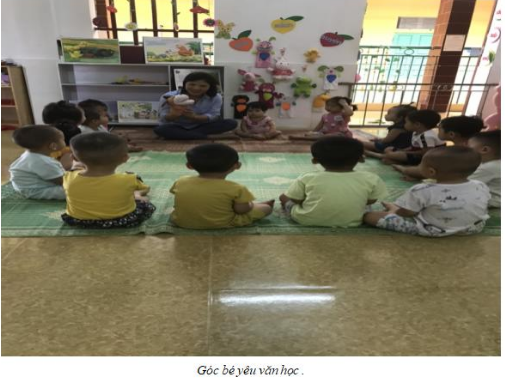 Góc bé yêu văn học .